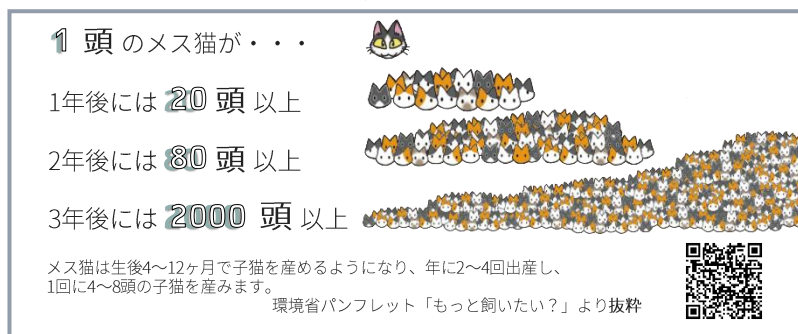 1 頭 のメス猫が・・・
1年後には 20 頭 以上
2年後には 80 頭 以上
3年後には 2000 頭 以上
メス猫は生後4～12ヶ月で子猫を産めるようになり、年に2～4回出産し、
1回に4～8頭の子猫を産みます。
環境省パンフレット「もっと飼いたい？」より抜粋